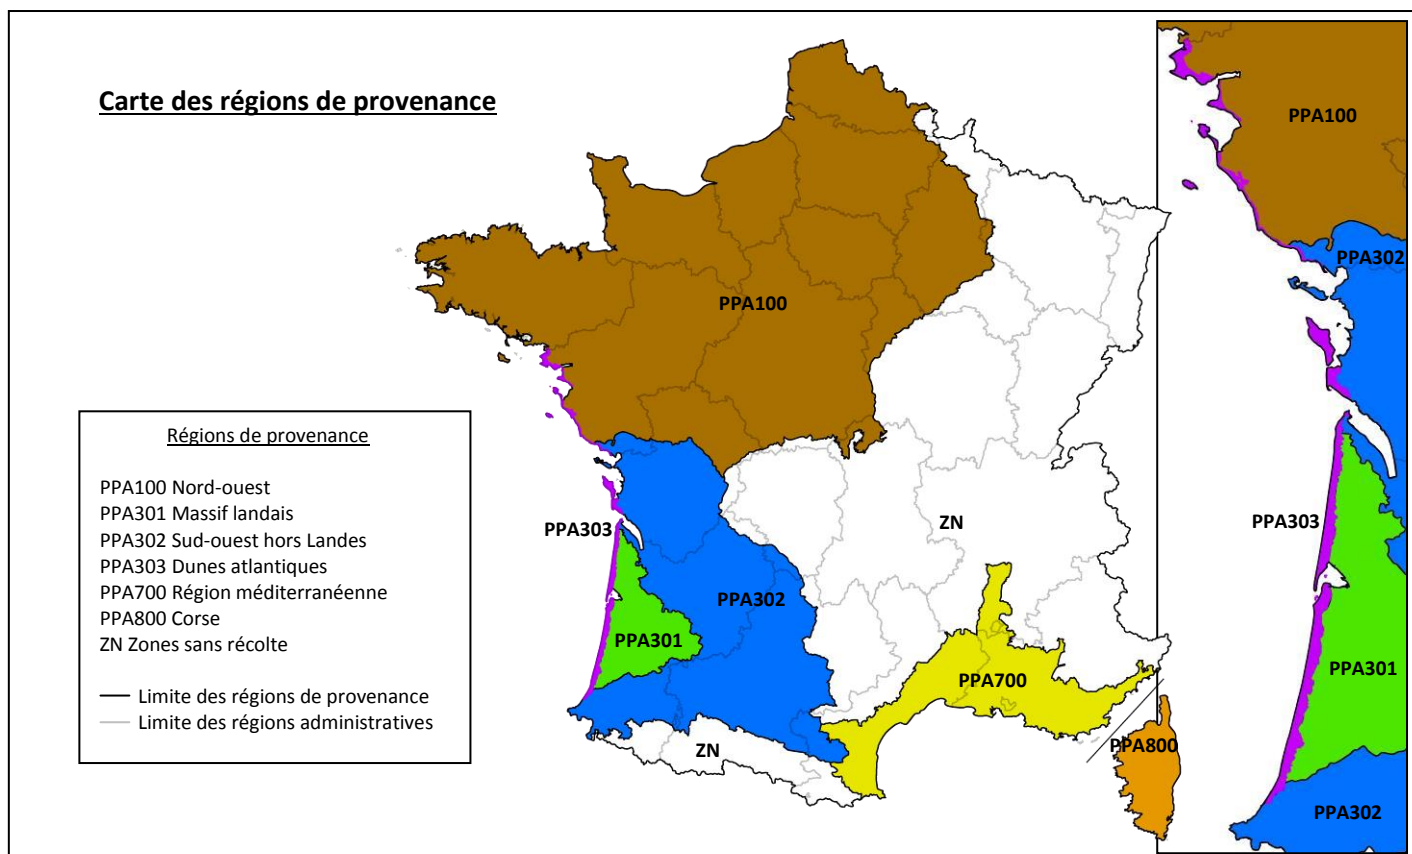 Carte des régions de provenance
PPA100
PPA303
PPA302
PPA301
ZN
PPA700
ZN
PPA800
Régions de provenance
PPA100 Nord-ouest
PPA301 Massif landais
PPA302 Sud-ouest hors Landes
PPA303 Dunes atlantiques
PPA700 Région méditerranéenne
PPA800 Corse
ZN Zones sans récolte
Limite des régions de provenance
Limite des régions administratives
PPA100
PPA302
PPA303
PPA301
PPA302